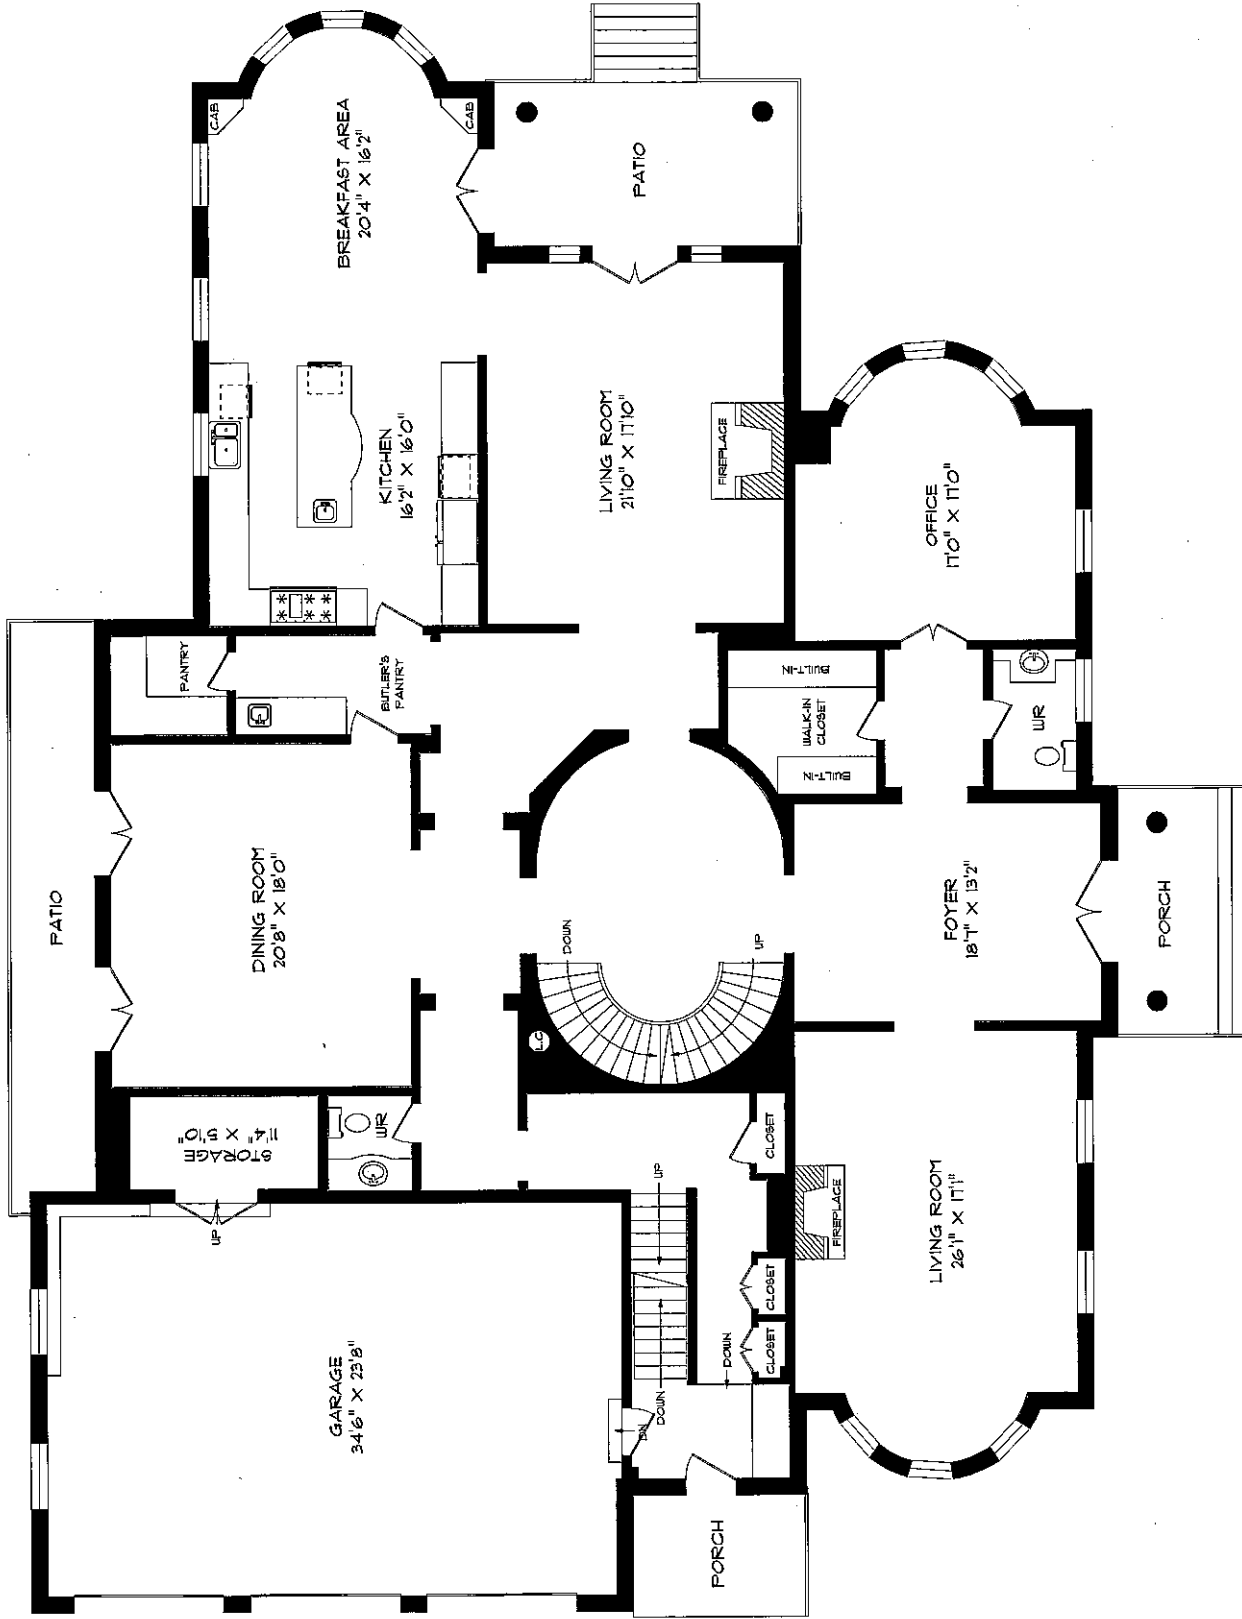 CAB
BREAKFAST AREA
20'4" X 16'2"
CAB
PATIO
KITCHEN
16'2" X 16'0"
LIVING ROOM
21'10" X 17'10"
FIREPLACE
OFFICE
17'0" X 17'0"
PANTRY
BUTLER'S
PANTRY
BUILT-IN
WALK-IN
CLOSET
BUILT-IN
WR
PATIO
DINING ROOM
20'8" X 18'0"
DOWN
UP
FOYER
18'7" X 13'2"
PORCH
L.C
STORAGE
11'4" X 5'10"
WR
CLOSET
UP
UP
LIVING ROOM
26'1" X 17'1"
FIREPLACE
CLOSET
CLOSET
DOWN
DOWN
DN
GARAGE
34'6" X 23'8"
PORCH